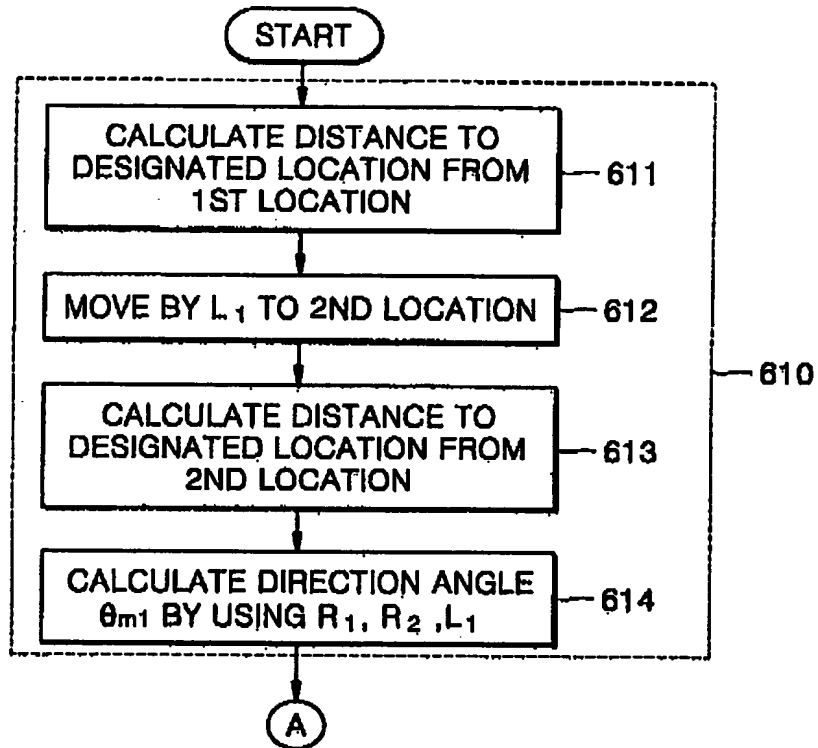 START
CALCULATE DISTANCE TO
DESIGNATED LOCATION FROM
1ST LOCATION
611
MOVE BY L₁ TO 2ND LOCATION
612
610
CALCULATE DISTANCE TO
DESIGNATED LOCATION FROM
2ND LOCATION
613
CALCULATE DIRECTION ANGLE
θm1 BY USING R₁, R₂ ,L₁
614
A